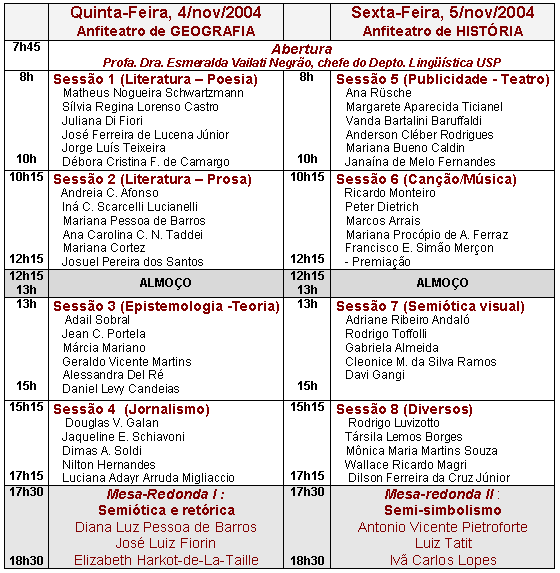 Quinta-Feira, 4/nov/2004
Anfiteatro de GEOGRAFIA
Sexta-Feira, 5/nov/2004
Anfiteatro de HISTÓRIA
7h45
Abertura
Profa. Dra. Esmeralda Vailati Negrão, chefe do Depto. Lingüística USP
8h
Sessão 1 (Literatura – Poesia)
Matheus Nogueira Schwartzmann
Sílvia Regina Lorenso Castro
Juliana Di Fiori
José Ferreira de Lucena Júnior
Jorge Luís Teixeira
10h
Débora Cristina F. de Camargo
8h
Sessão 5 (Publicidade - Teatro)
Ana Rüsche
Margarete Aparecida Ticianel
Vanda Bartalini Baruffaldi
Anderson Cléber Rodrigues
Mariana Bueno Caldin
10h
Janaína de Melo Fernandes
10h15
Sessão 2 (Literatura – Prosa)
Andreia C. Afonso
Iná C. Scarcelli Lucianelli
Mariana Pessoa de Barros
Ana Carolina C. N. Taddei
Mariana Cortez
12h15
Josuel Pereira dos Santos
10h15
Sessão 6 (Canção/Música)
Ricardo Monteiro
Peter Dietrich
Marcos Arrais
Mariana Procópio de A. Ferraz
Francisco E. Simão Merçon
12h15
- Premiação
12h15
13h
ALMOÇO
12h15
13h
ALMOÇO
13h
Sessão 3 (Epistemologia -Teoria)
Adail Sobral
Jean C. Portela
Márcia Mariano
Geraldo Vicente Martins
Alessandra Del Ré
15h
Daniel Levy Candeias
13h
Sessão 7 (Semiótica visual)
Adriane Ribeiro Andaló
Rodrigo Toffolli
Gabriela Almeida
Cleonice M. da Silva Ramos
Davi Gangi
15h
15h15
Sessão 4 (Jornalismo)
Douglas V. Galan
Jaqueline E. Schiavoni
Dimas A. Soldi
Nilton Hernandes
17h15
Luciana Adayr Arruda Migliaccio
15h15
Sessão 8 (Diversos)
Rodrigo Luvizotto
Társila Lemos Borges
Mônica Maria Martins Souza
Wallace Ricardo Magri
17h15
Dilson Ferreira da Cruz Júnior
17h30
Mesa-Redonda I :
Semiótica e retórica
Diana Luz Pessoa de Barros
José Luiz Fiorin
18h30
Elizabeth Harkot-de-La-Taille
17h30
Mesa-redonda II :
Semi-simbolismo
Antonio Vicente Pietroforte
Luiz Tatit
18h30
Ivã Carlos Lopes